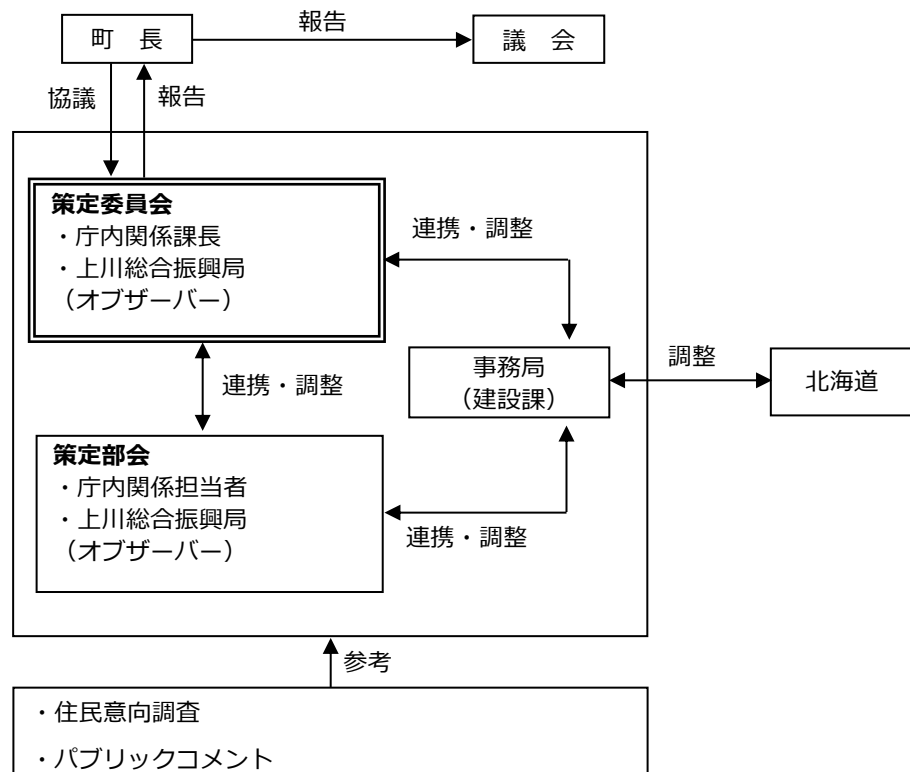 町　長
報告
議　会
協議
報告
策定委員会
・庁内関係課長
・上川総合振興局
（オブザーバー）
連携・調整
連携・調整
事務局
（建設課）
調整
北海道
策定部会
・庁内関係担当者
・上川総合振興局
（オブザーバー）
連携・調整
参考
・住民意向調査
・パブリックコメント